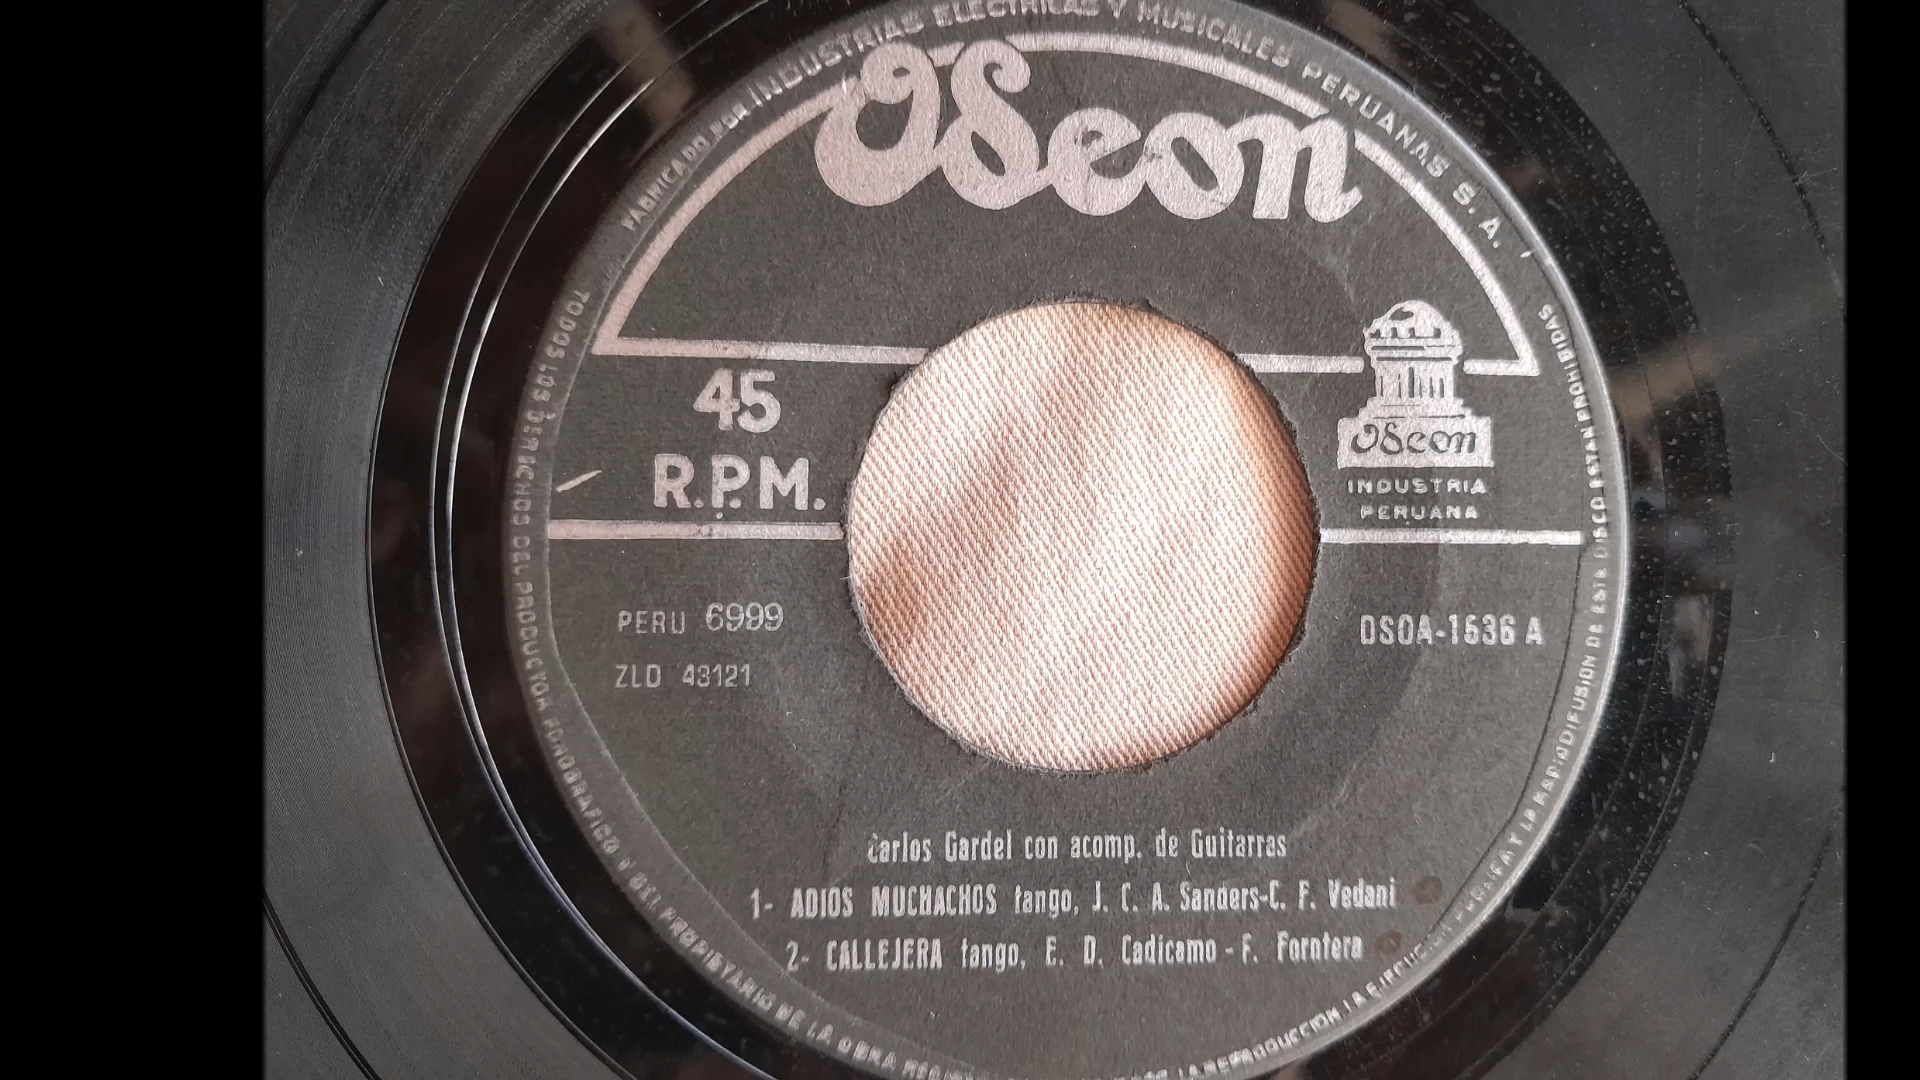 FABRICADO POR INDUSTRIAS ELECTRICAS Y MUSICALES PERUANAS S. A.
Odeon
45
R.P.M.
Odeon
INDUSTRIA
PERUANA
PERU 6999
DSOA-1636 A
ZLD 43121
Carlos Gardel con acomp. de Guitarras
1- ADIOS MUCHACHOS tango, J. C. A. Sanders-C. F. Vedani
2- CALLEJERA tango, E. D. Cadicamo - F. Forntera
TODOS LOS DERECHOS DEL PRODUCTOR FONOGRAFICO Y DEL PROPIETARIO DE LA OBRA LA REPRODUCCION, LA EJECUCION PUBLICA Y LA RADIODIFUSION DE ESTE DISCO ESTAN PROHIBIDAS